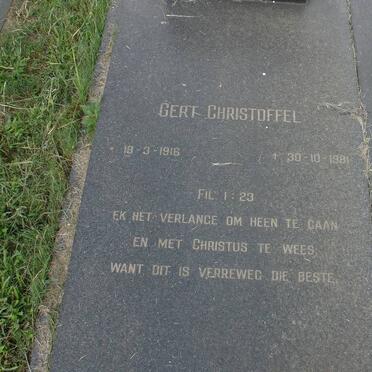 GERT CHRISTOFFEL
* 19-3-1916 † 30-10-1981
FIL 1:23
EK HET VERLANGE OM HEEN TE GAAN
EN MET CHRISTUS TE WEES,
WANT DIT IS VERREWEG DIE BESTE.